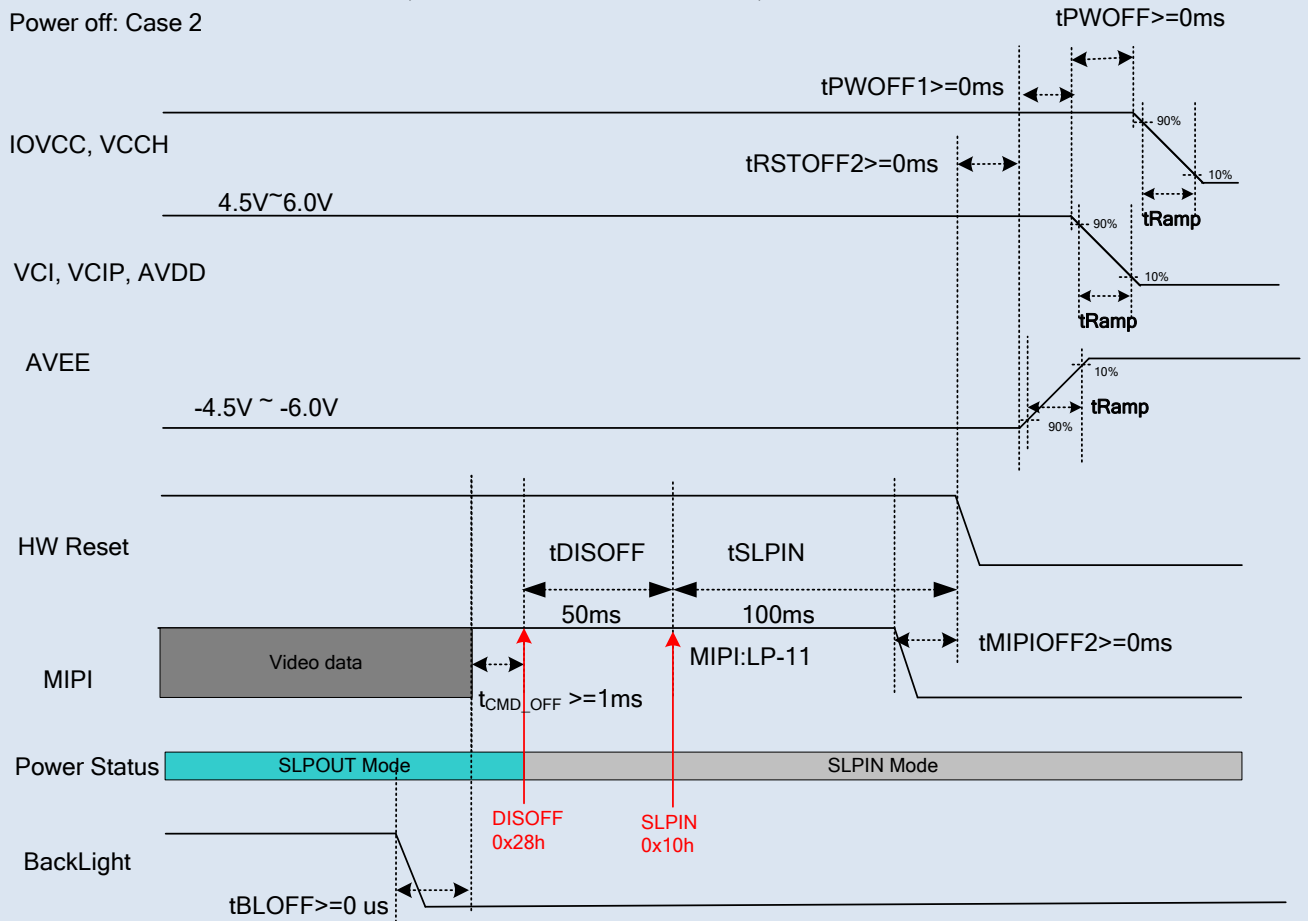 Power off: Case 2
tPWOFF>=0ms
tPWOFF1>=0ms
90%
IOVCC, VCCH
tRSTOFF2>=0ms
10%
4.5V~6.0V
tRamp
90%
VCI, VCIP, AVDD
10%
tRamp
AVEE
10%
-4.5V ~ -6.0V
tRamp
90%
HW Reset
tDISOFF
tSLPIN
50ms
100ms
Video data
MIPI:LP-11
tMIPIOFF2>=0ms
MIPI
tCMD_OFF >=1ms
Power Status
SLPOUT Mode
SLPIN Mode
DISOFF
0x28h
SLPIN
0x10h
BackLight
tBLOFF>=0 us